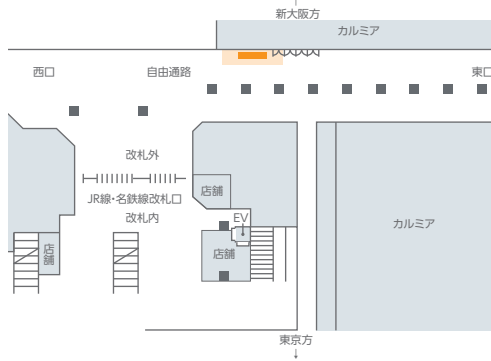 新大阪方
カルミア
西口
自由通路
東口
改札外
JR線・名鉄線改札口
改札内
店舗
EV
店舗
店舗
カルミア
東京方